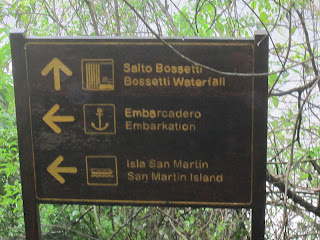 Salto Bossetti
Bossetti Waterfall
Embarcadero
Embarkation
Isla San Martin
San Martin Island